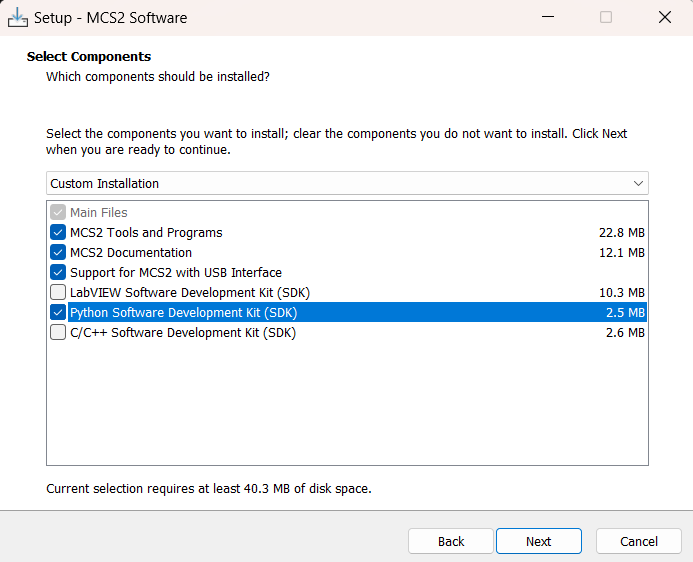 Setup - MCS2 Software
Select Components
Which components should be installed?
Select the components you want to install; clear the components you do not want to install. Click Next
when you are ready to continue.
Custom Installation
Main Files
MCS2 Tools and Programs 22.8 MB
MCS2 Documentation 12.1 MB
Support for MCS2 with USB Interface
LabVIEW Software Development Kit (SDK) 10.3 MB
Python Software Development Kit (SDK) 2.5 MB
C/C++ Software Development Kit (SDK) 2.6 MB
Current selection requires at least 40.3 MB of disk space.
Back Next Cancel